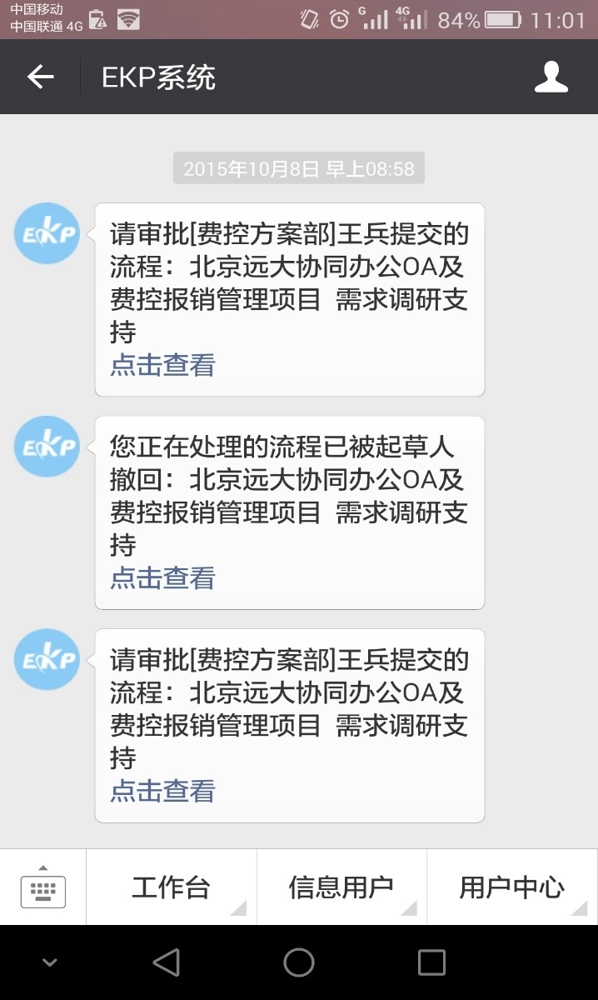 中国移动
中国联通 4G
G
4G
84%
11:01
EKP系统
2015年10月8日 早上08:58
EKP
请审批[费控方案部]王兵提交的
流程：北京远大协同办公OA及
费控报销管理项目 需求调研支
持
点击查看
EKP
您正在处理的流程已被起草人
撤回：北京远大协同办公OA及
费控报销管理项目 需求调研支
持
点击查看
EKP
请审批[费控方案部]王兵提交的
流程：北京远大协同办公OA及
费控报销管理项目 需求调研支
持
点击查看
工作台
信息用户
用户中心